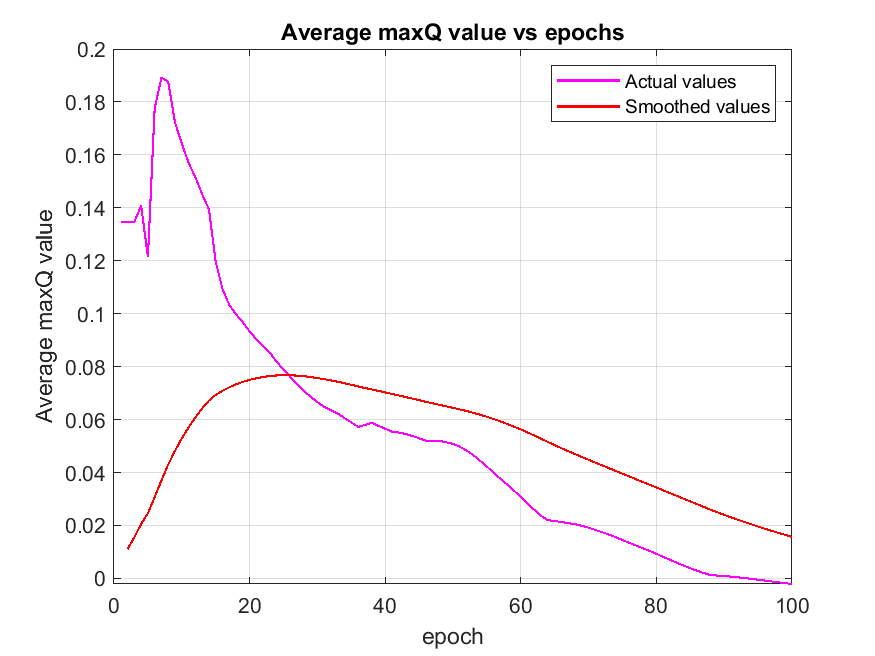 Average maxQ value vs epochs
0.2
0.18
0.16
0.14
0.12
0.1
0.08
0.06
0.04
0.02
0
Average maxQ value
Actual values
Smoothed values
0 20 40 60 80 100
epoch